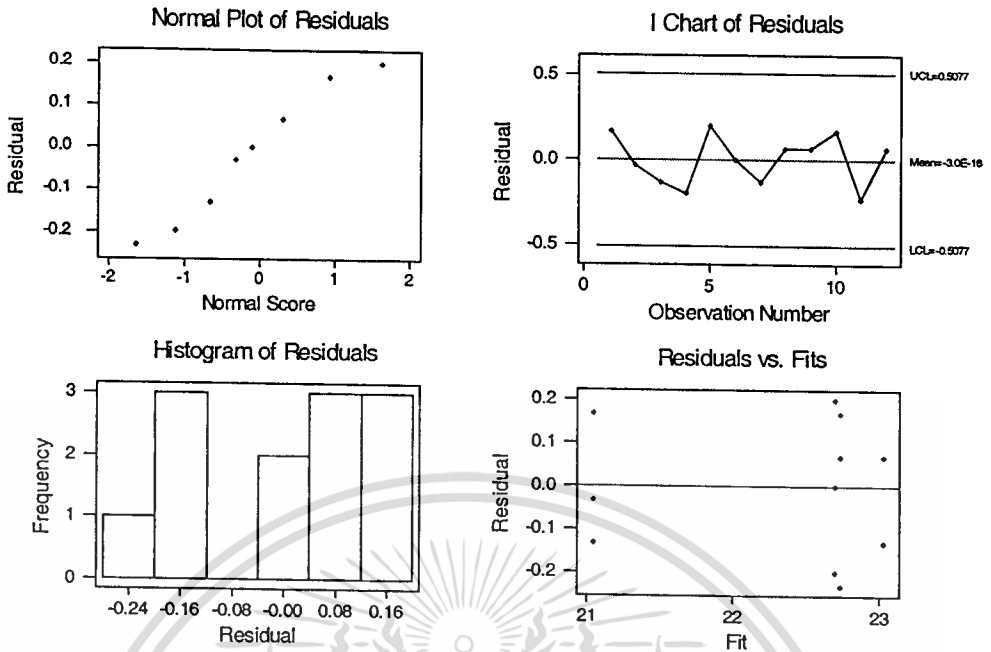 Normal Plot of Residuals
0.2
0.1
0.0
-0.1
-0.2
Residual
-2 -1 0 1 2
Normal Score
I Chart of Residuals
0.5
0.0
-0.5
Residual
UCL=0.5077
Mean=-3.0E-16
LCL=-0.5077
0 5 10
Observation Number
Histogram of Residuals
3
2
1
0
Frequency
-0.24 -0.16 -0.08 -0.00 0.08 0.16
Residual
Residuals vs. Fits
0.2
0.1
0.0
-0.1
-0.2
Residual
21 22 23
Fit